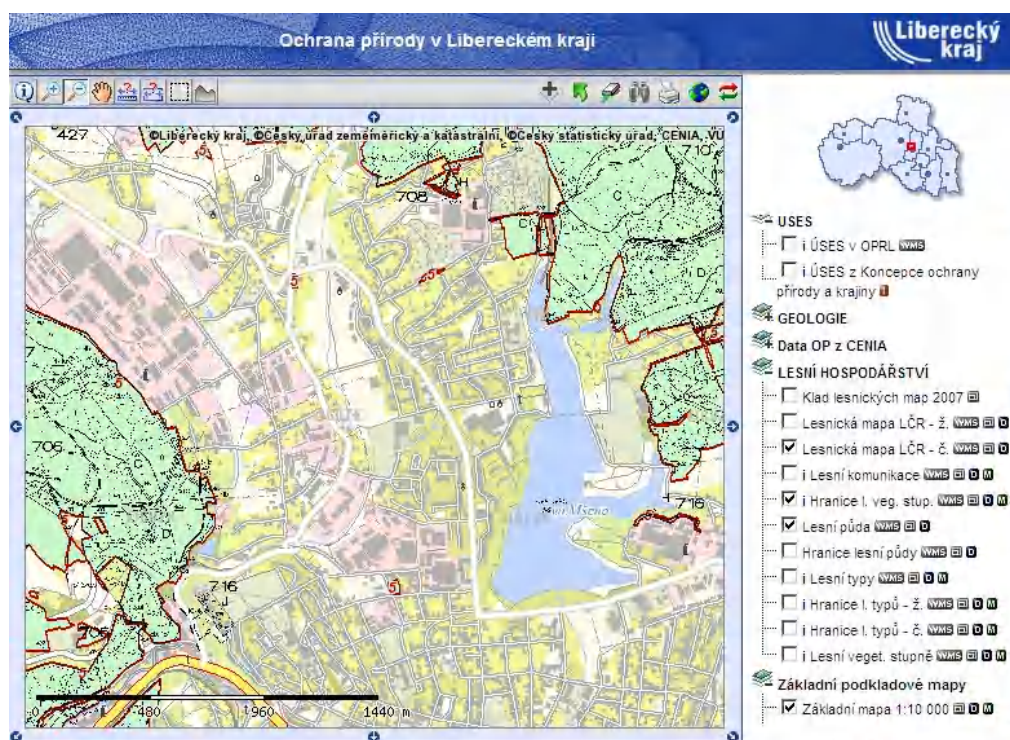 Ochrana přírody v Libereckém kraji
Liberecký
kraj
©Liberecký kraj, ©Český úřad zeměměřický a katastrální, ©Český statistický úřad, CENIA, VÚ
427
710
708
H
C
C
D
5
5
706
C
D
716
716
5
0 480 960 1440 m
USES
i ÚSES v OPRL WMS
i ÚSES z Koncepce ochrany
přírody a krajiny
GEOLOGIE
Data OP z CENIA
LESNÍ HOSPODÁŘSTVÍ
Klad lesnických map 2007
Lesnická mapa LČR - ž. WMS D
Lesnická mapa LČR - č. WMS D
i Lesní komunikace WMS D M
i Hranice l. veg. stup. WMS D M
Lesní půda WMS D
Hranice lesní půdy WMS D
i Lesní typy WMS D M
i Hranice l. typů - ž. WMS D M
i Hranice l. typů - č. WMS D M
i Lesní veget. stupně WMS D M
Základní podkladové mapy
Základní mapa 1:10 000 D M